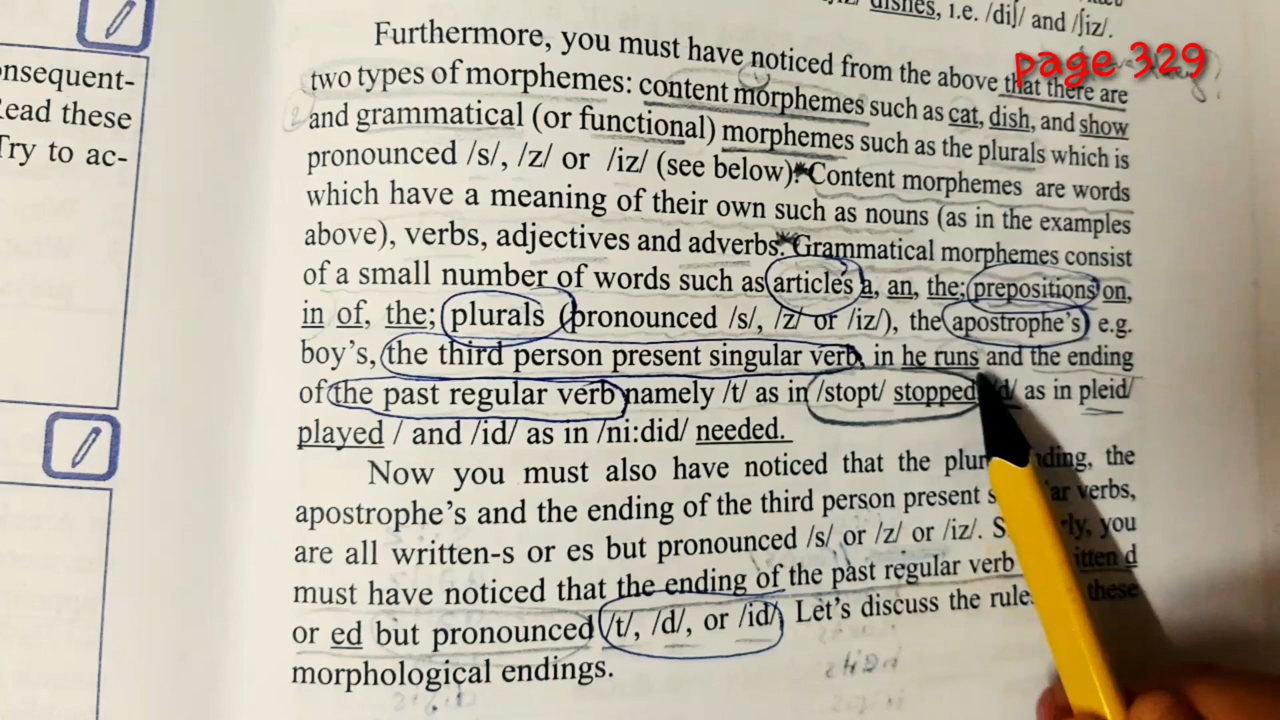 dishes, i.e. /diʃ/ and /ʃiz/.
page 329
Furthermore, you must have noticed from the above that there are
two types of morphemes: content morphemes such as cat, dish, and show
and grammatical (or functional) morphemes such as the plurals which is
pronounced /s/, /z/ or /iz/ (see below). Content morphemes are words
which have a meaning of their own such as nouns (as in the examples
above), verbs, adjectives and adverbs. Grammatical morphemes consist
of a small number of words such as articles a, an, the; prepositions on,
in of, the; plurals (pronounced /s/, /z/ or /iz/), the apostrophe's e.g.
boy's, the third person present singular verb, in he runs and the ending
of the past regular verb namely /t/ as in /stopt/ stopped /d/ as in pleid/
played / and /id/ as in /ni:did/ needed.
Now you must also have noticed that the the
apostrophe's and the ending of the third person present verbs,
are all written-s or es but pronounced /s/ or /z/ or /iz/. you
must have noticed that the ending of the past regular verb d
or ed but pronounced /t/, /d/, or /id/ Let's discuss the these
morphological endings.
onsequent-
Read these
Try to ac-